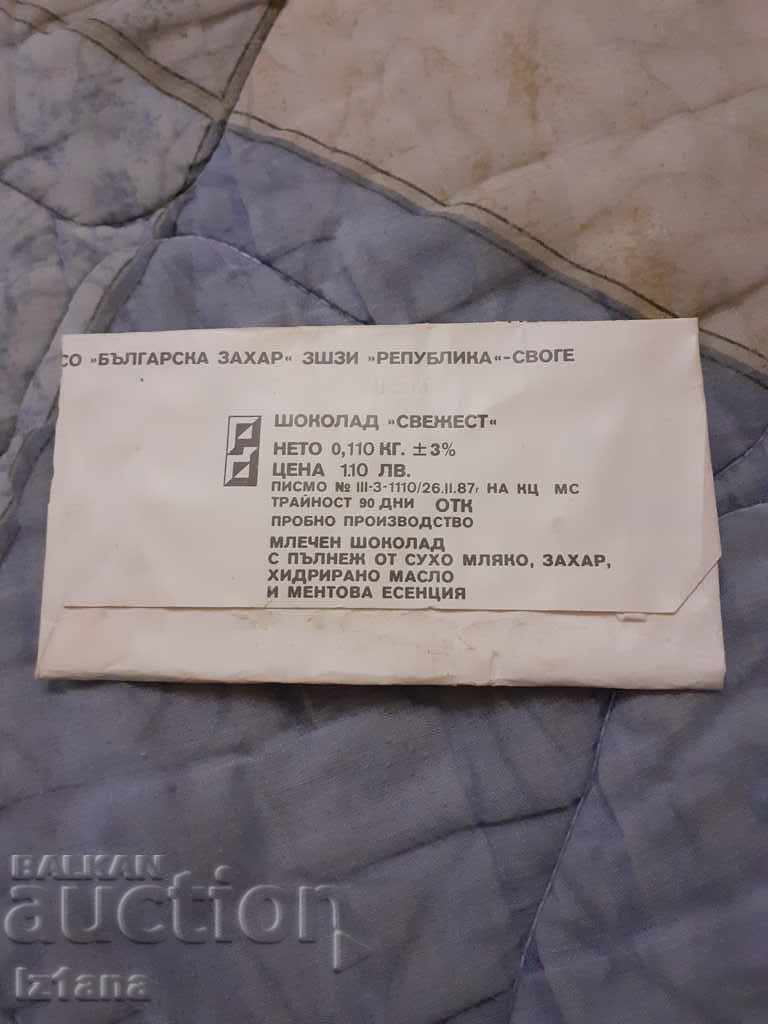 СО »БЪЛГАРСКА ЗАХАР« ЗШЗИ »РЕПУБЛИКА«-СВОГЕ
ШОКОЛАД »СВЕЖЕСТ«
НЕТО 0,110 КГ. ±3%
ЦЕНА 1.10 ЛВ.
ПИСМО № III-3-1110/26.II.87г НА КЦ МС
ТРАЙНОСТ 90 ДНИ ОТК
ПРОБНО ПРОИЗВОДСТВО
МЛЕЧЕН ШОКОЛАД
С ПЪЛНЕЖ ОТ СУХО МЛЯКО, ЗАХАР,
ХИДРИРАНО МАСЛО
И МЕНТОВА ЕСЕНЦИЯ
BALKAN
auction
Iz1ana